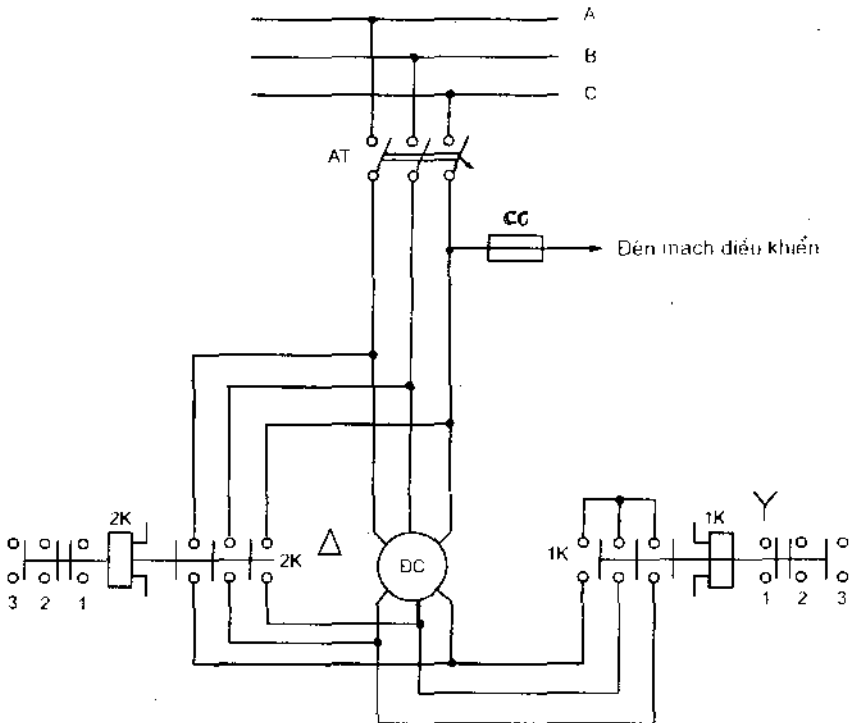 A
B
C
AT
CC
Đến mạch điều khiển
2K
1K
2K
ĐC
1K
3 2 1
1 2 3